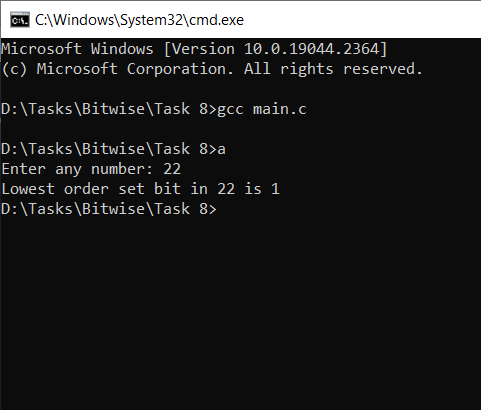 C:\Windows\System32\cmd.exe
Microsoft Windows [Version 10.0.19044.2364]
(c) Microsoft Corporation. All rights reserved.
D:\Tasks\Bitwise\Task 8>gcc main.c
D:\Tasks\Bitwise\Task 8>a
Enter any number: 22
Lowest order set bit in 22 is 1
D:\Tasks\Bitwise\Task 8>